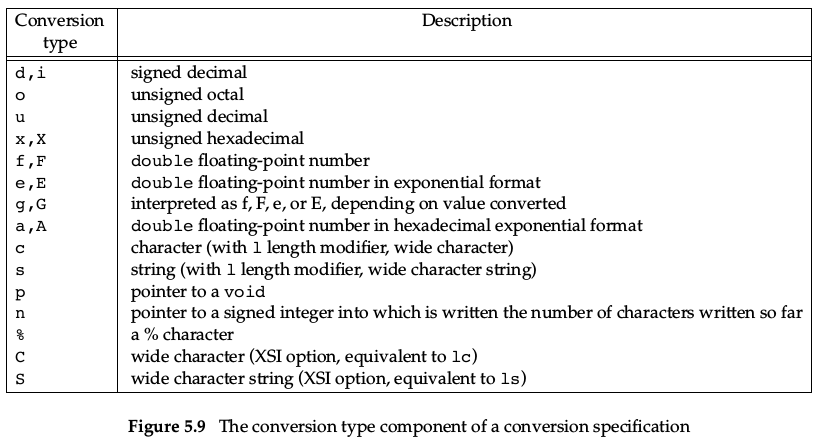 Conversion type Description
d,i signed decimal
o unsigned octal
u unsigned decimal
x,X unsigned hexadecimal
f,F double floating-point number
e,E double floating-point number in exponential format
g,G interpreted as f, F, e, or E, depending on value converted
a,A double floating-point number in hexadecimal exponential format
c character (with l length modifier, wide character)
s string (with l length modifier, wide character string)
p pointer to a void
n pointer to a signed integer into which is written the number of characters written so far
% a % character
C wide character (XSI option, equivalent to lc)
S wide character string (XSI option, equivalent to ls)
Figure 5.9 The conversion type component of a conversion specification